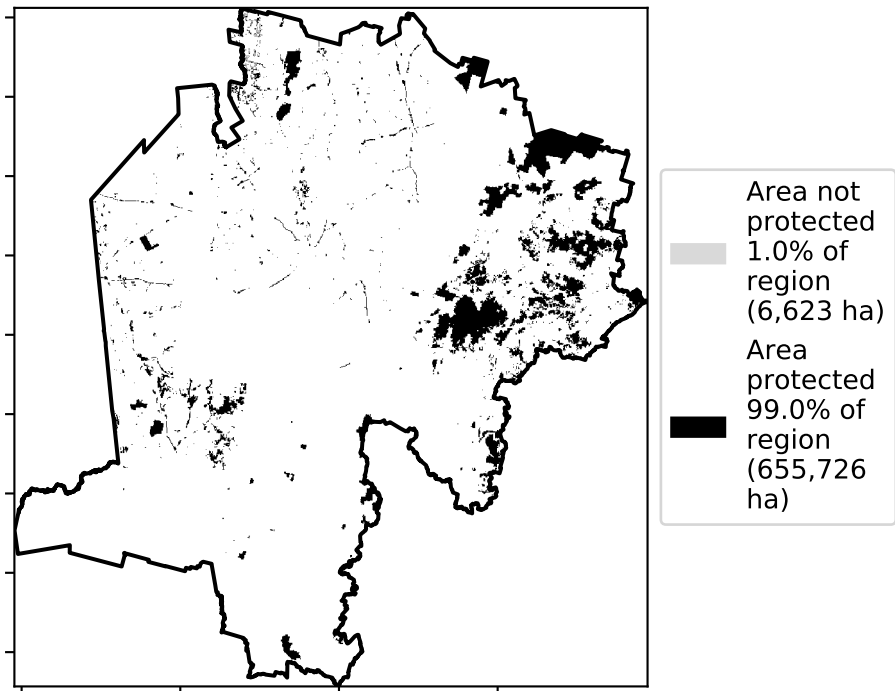 Area not
protected
1.0% of
region
(6,623 ha)
Area
protected
99.0% of
region
(655,726
ha)